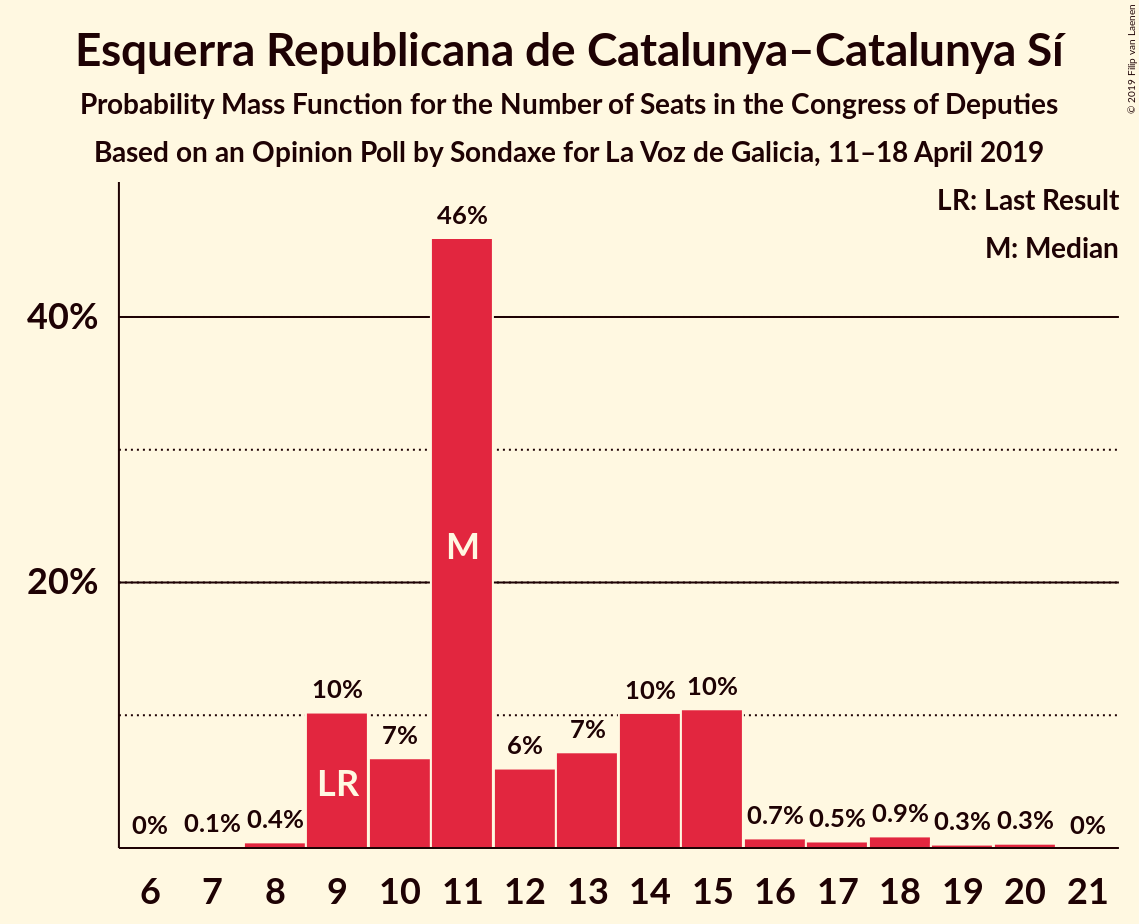 Esquerra Republicana de Catalunya–Catalunya Sí
Probability Mass Function for the Number of Seats in the Congress of Deputies
Based on an Opinion Poll by Sondaxe for La Voz de Galicia, 11–18 April 2019
© 2019 Filip van Laenen
LR: Last Result
M: Median
46%
40%
M
20%
10% 7% 6% 7% 10% 10%
LR
0% 0.1% 0.4% 0.7% 0.5% 0.9% 0.3% 0.3% 0%
6 7 8 9 10 11 12 13 14 15 16 17 18 19 20 21